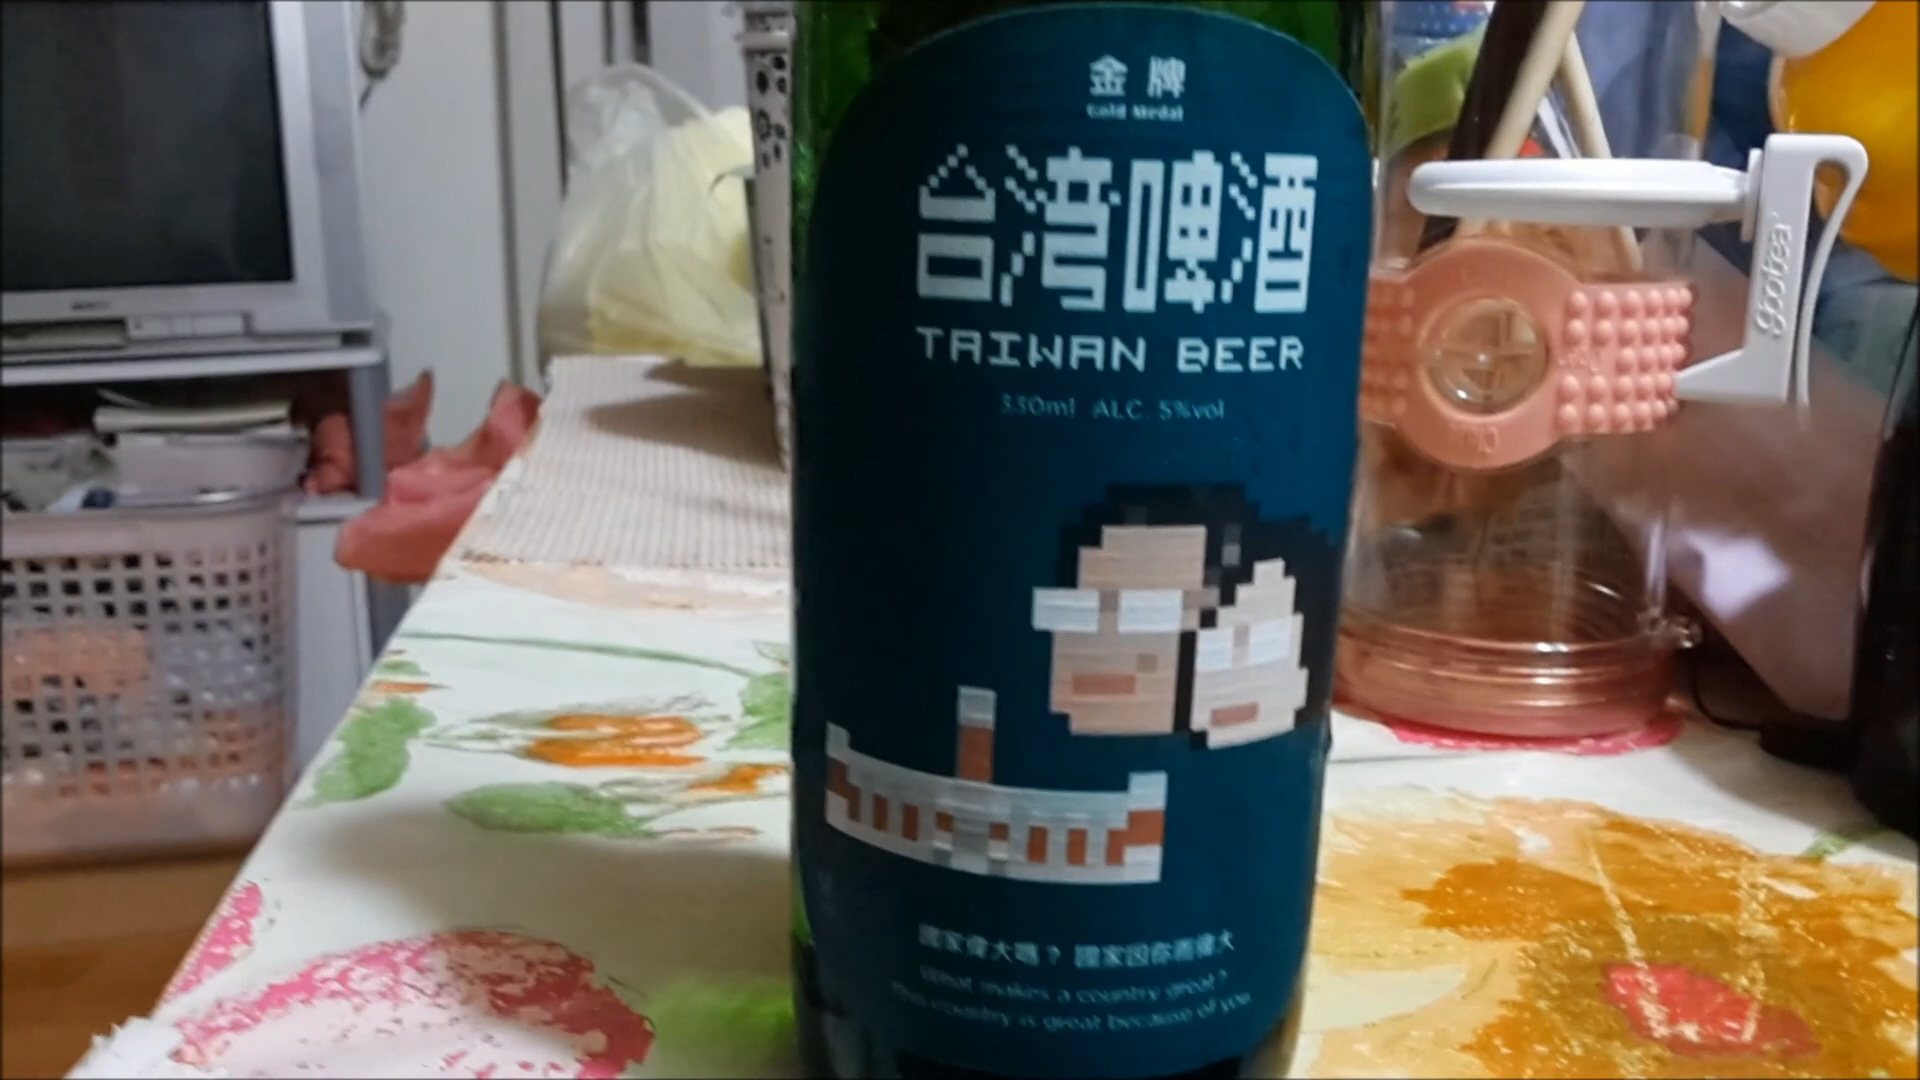 金牌
Gold Medal
台湾啤酒
TAIWAN BEER
330ml ALC. 5%vol
國家偉大嗎？ 國家因你而偉大
What makes a country great?
This country is great because of you
gootea